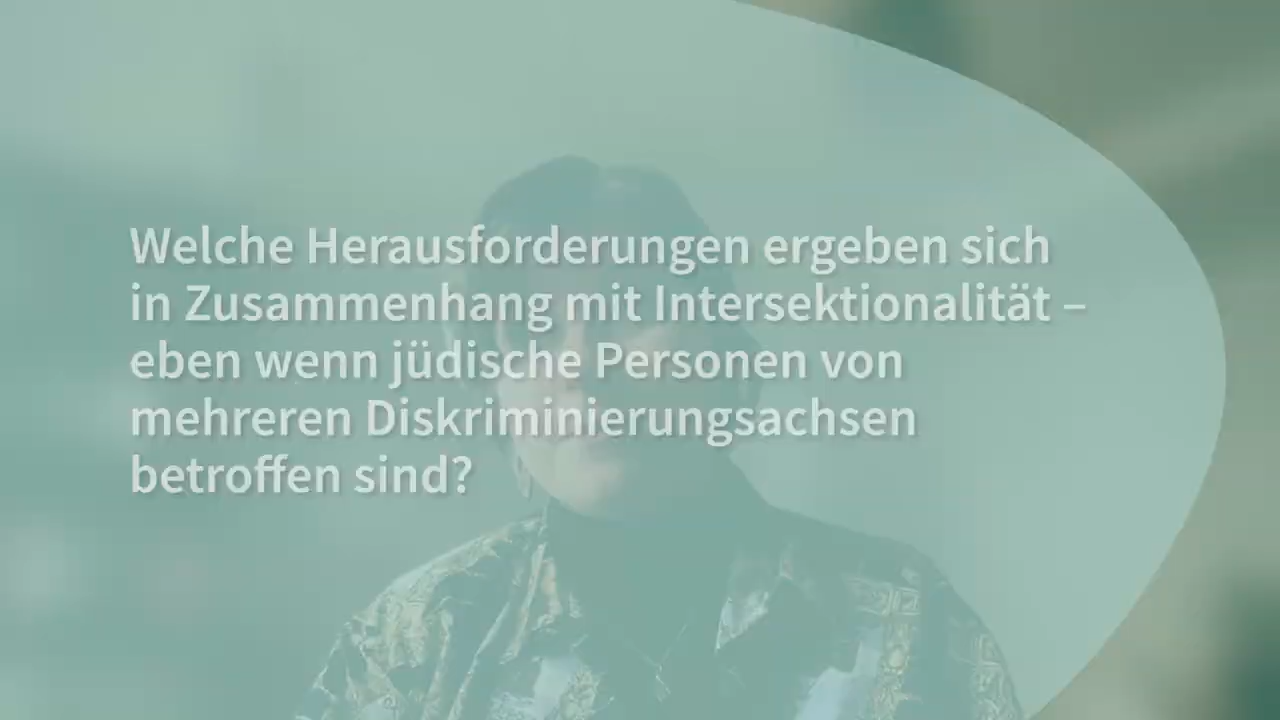 Welche Herausforderungen ergeben sich
in Zusammenhang mit Intersektionalität –
eben wenn jüdische Personen von
mehreren Diskriminierungsachsen
betroffen sind?